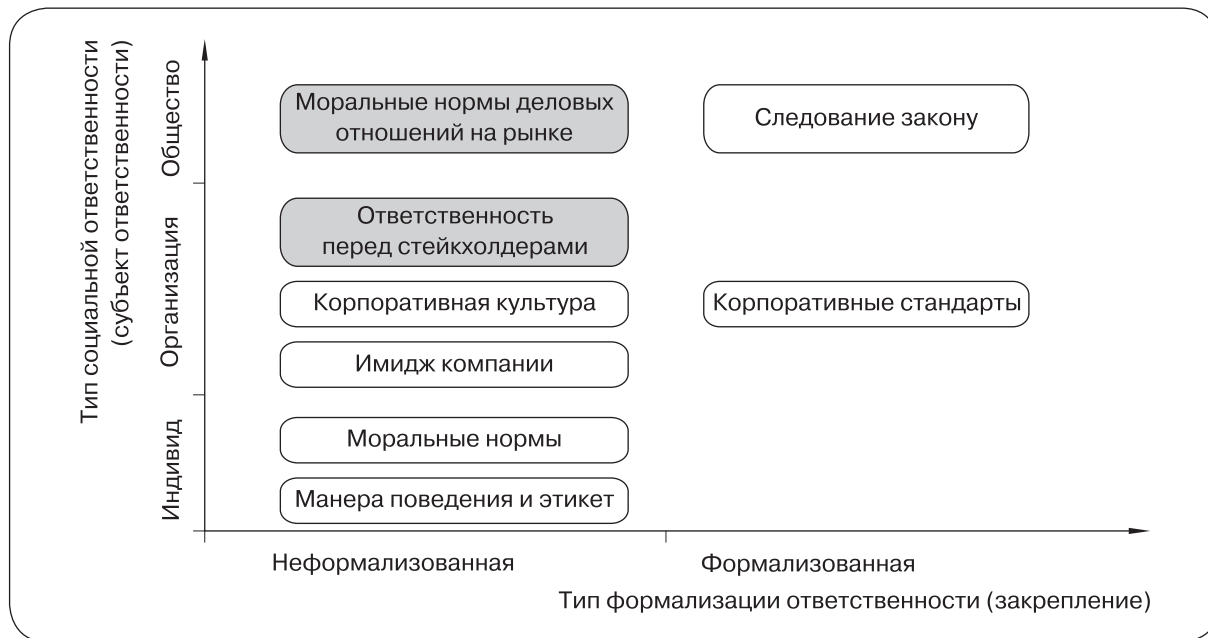 Тип социальной ответственности
(субъект ответственности)
Общество
Моральные нормы деловых
отношений на рынке
Следование закону
Организация
Ответственность
перед стейкхолдерами
Корпоративная культура
Корпоративные стандарты
Имидж компании
Индивид
Моральные нормы
Манера поведения и этикет
Неформализованная
Формализованная
Тип формализации ответственности (закрепление)